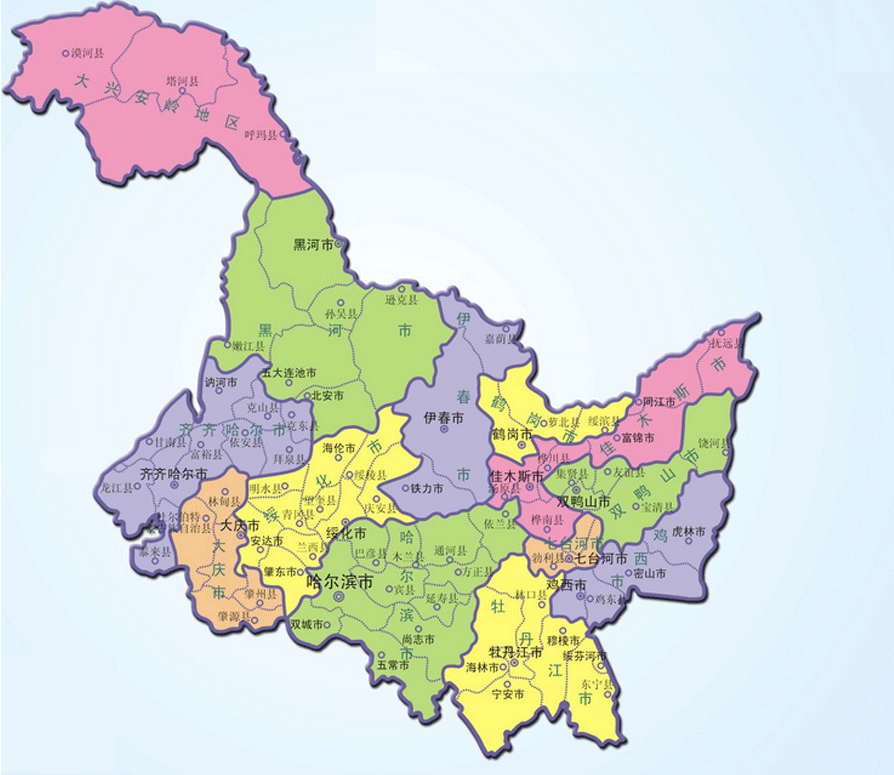 漠河县
塔河县
大兴安岭地区
呼玛县
黑河市
孙吴县
逊克县
黑河市
嫩江县
五大连池市
北安市
伊春市
嘉荫县
伊春市
铁力市
讷河市
克山县
齐齐哈尔市
克东县
甘南县
依安县
富裕县
拜泉县
齐齐哈尔市
龙江县
泰来县
林甸县
杜尔伯特
自治县
大庆市
大庆市
肇州县
肇源县
海伦市
绥化市
明水县
绥棱县
望奎县
青冈县
庆安县
绥化市
安达市
兰西县
肇东市
鹤岗市
萝北县
绥滨县
鹤岗市
抚远县
同江市
佳木斯市
富锦市
桦川县
佳木斯市
汤原县
桦南县
集贤县
友谊县
饶河县
双鸭山市
双鸭山市
宝清县
依兰县
哈尔滨市
巴彦县
木兰县
通河县
方正县
哈尔滨市
宾县
延寿县
双城市
尚志市
五常市
七台河市
七台河市
勃利县
鸡西市
虎林市
密山市
鸡西市
鸡东县
牡丹江市
林口县
穆棱市
牡丹江市
绥芬河市
海林市
宁安市
东宁县